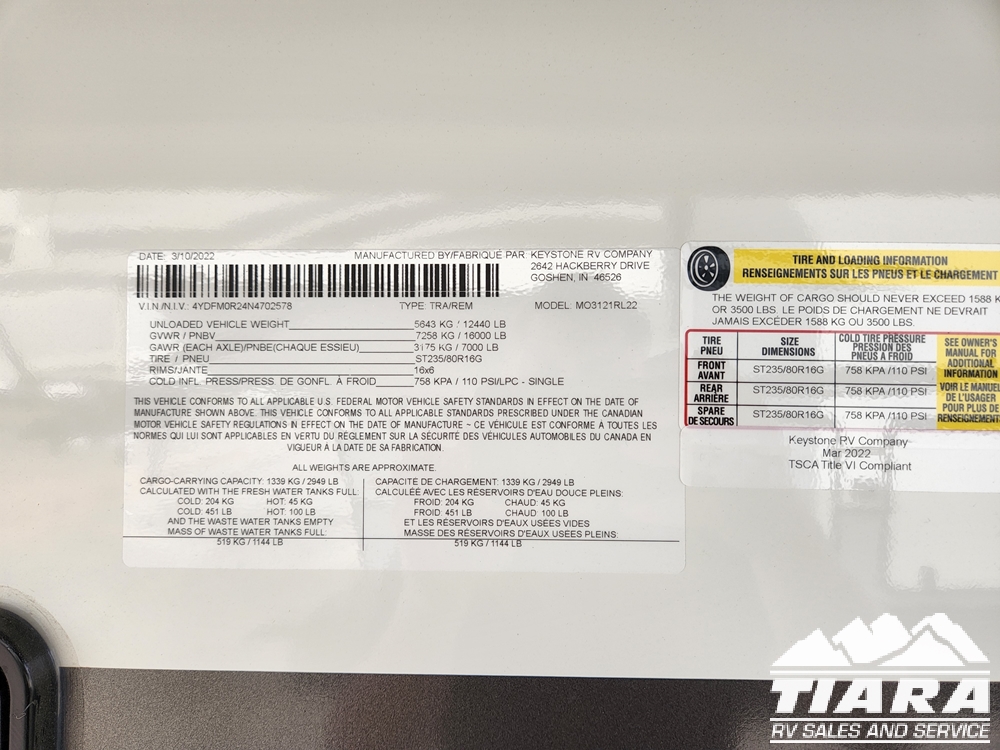 DATE: 3/10/2022
MANUFACTURED BY/FABRIQUÉ PAR: KEYSTONE RV COMPANY
2642 HACKBERRY DRIVE
GOSHEN, IN 46526
V.I.N./N.I.V.: 4YDFM0R24N4702578 TYPE: TRA/REM MODEL: MO3121RL22
UNLOADED VEHICLE WEIGHT 5643 KG / 12440 LB
GVWR / PNBV 7258 KG / 16000 LB
GAWR (EACH AXLE)/PNBE(CHAQUE ESSIEU) 3175 KG / 7000 LB
TIRE / PNEU ST235/80R16G
RIMS/JANTE 16x6
COLD INFL. PRESS/PRESS. DE GONFL. À FROID 758 KPA / 110 PSI/LPC - SINGLE
THIS VEHICLE CONFORMS TO ALL APPLICABLE U.S. FEDERAL MOTOR VEHICLE SAFETY STANDARDS IN EFFECT ON THE DATE OF
MANUFACTURE SHOWN ABOVE. THIS VEHICLE CONFORMS TO ALL APPLICABLE STANDARDS PRESCRIBED UNDER THE CANADIAN
MOTOR VEHICLE SAFETY REGULATIONS IN EFFECT ON THE DATE OF MANUFACTURE ~ CE VÉHICULE EST CONFORME À TOUTES LES
NORMES QUI LUI SONT APPLICABLES EN VERTU DU RÉGLEMENT SUR LA SÉCURITÉ DES VÉHICULES AUTOMOBILES DU CANADA EN
VIGUEUR À LA DATE DE SA FABRICATION
ALL WEIGHTS ARE APPROXIMATE.
CARGO-CARRYING CAPACITY: 1339 KG / 2949 LB
CALCULATED WITH THE FRESH WATER TANKS FULL:
COLD: 204 KG HOT: 45 KG
COLD: 451 LB HOT: 100 LB
AND THE WASTE WATER TANKS EMPTY
MASS OF WASTE WATER TANKS FULL:
519 KG / 1144 LB
CAPACITE DE CHARGEMENT: 1339 KG / 2949 LB
CALCULÉE AVEC LES RÉSERVOIRS D'EAU DOUCE PLEINS:
FROID: 204 KG CHAUD: 45 KG
FROID: 451 LB CHAUD: 100 LB
ET LES RÉSERVOIRS D'EAUX USÉES VIDES
MASSE DES RÉSERVOIRS D'EAUX USÉES PLEINS:
519 KG / 1144 LB
TIRE AND LOADING INFORMATION
RENSEIGNEMENTS SUR LES PNEUS ET LE CHARGEMENT
THE WEIGHT OF CARGO SHOULD NEVER EXCEED 1588 K
OR 3500 LBS. LE POIDS DE CHARGEMENT NE DEVRAIT
JAMAIS EXCÉDER 1588 KG OU 3500 LBS.
TIRE PNEU SIZE DIMENSIONS COLD TIRE PRESSURE PRESSION DES PNEUS À FROID
FRONT AVANT ST235/80R16G 758 KPA /110 PSI
REAR ARRIÈRE ST235/80R16G 758 KPA /110 PSI
SPARE DE SECOURS ST235/80R16G 758 KPA /110 PSI
SEE OWNER'S
MANUAL FOR
ADDITIONAL
INFORMATION
VOIR LE MANUEL
DE L'USAGER
POUR PLUS DE
RENSEIGNEMENTS
Keystone RV Company
Mar 2022
TSCA Title VI Compliant
TIARA
RV SALES AND SERVICE